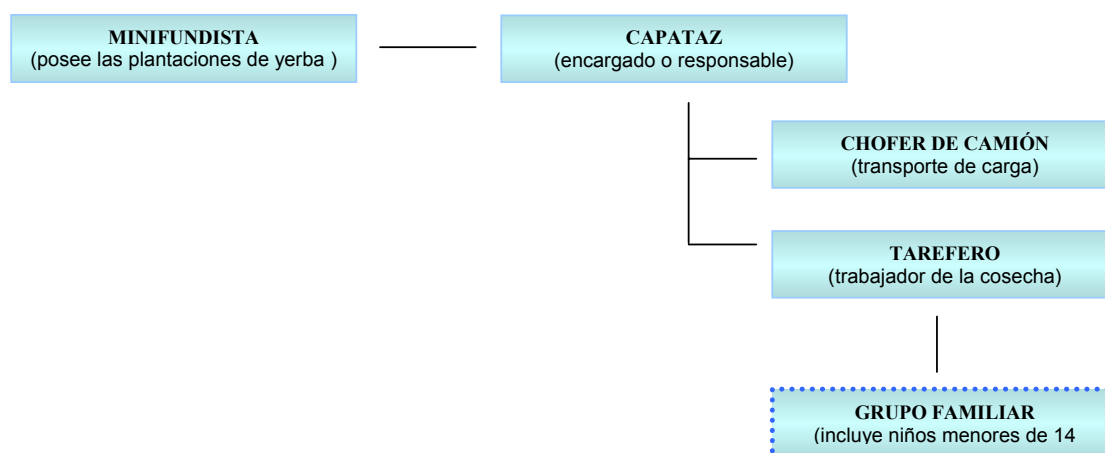 MINIFUNDISTA
(posee las plantaciones de yerba )
CAPATAZ
(encargado o responsable)
CHOFER DE CAMIÓN
(transporte de carga)
TAREFERO
(trabajador de la cosecha)
GRUPO FAMILIAR
(incluye niños menores de 14